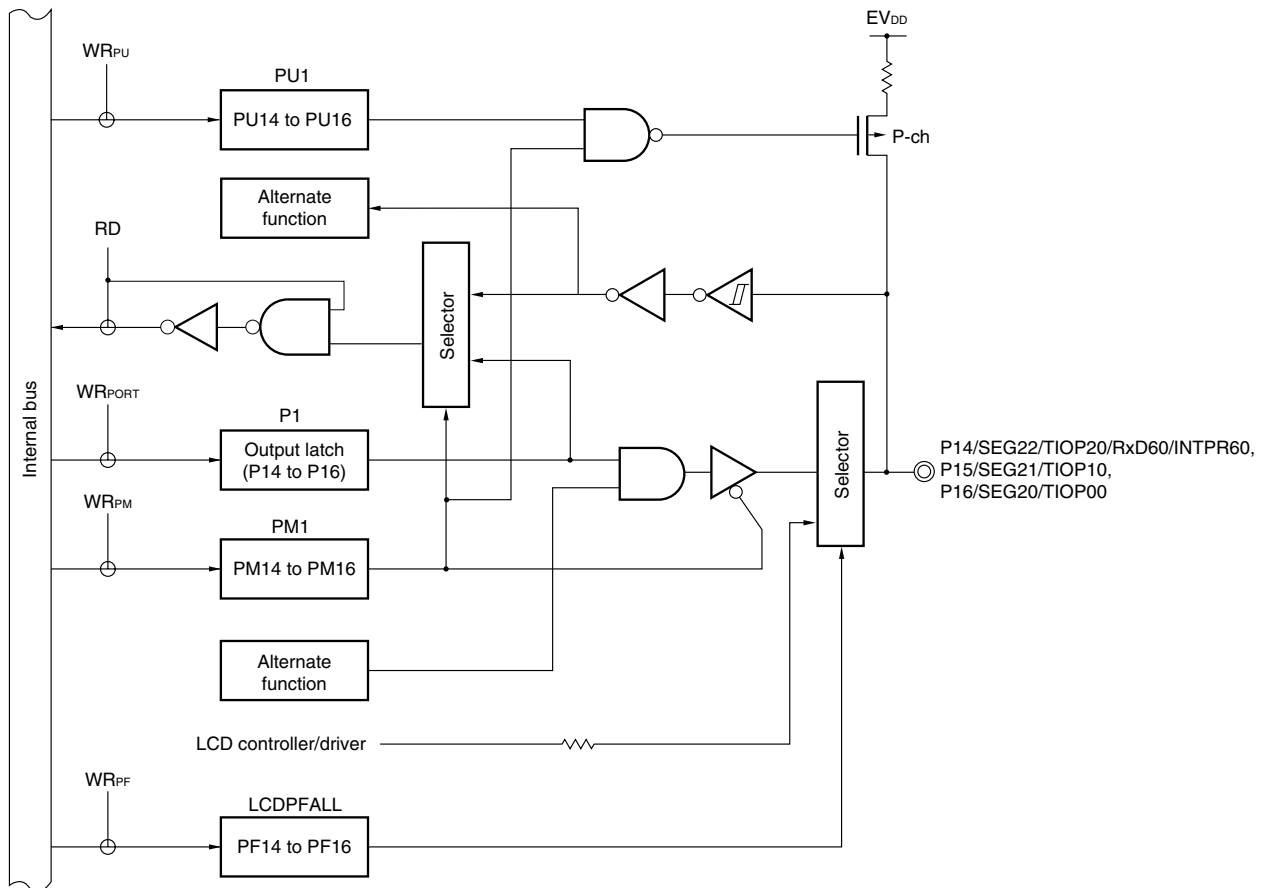 EVDD
WRPU
PU1
PU14 to PU16
P-ch
Alternate
function
RD
Selector
Internal bus
WRPORT
P1
Output latch
(P14 to P16)
Selector
P14/SEG22/TIOP20/RxD60/INTPR60,
P15/SEG21/TIOP10,
P16/SEG20/TIOP00
WRPM
PM1
PM14 to PM16
Alternate
function
LCD controller/driver
WRPF
LCDPFALL
PF14 to PF16